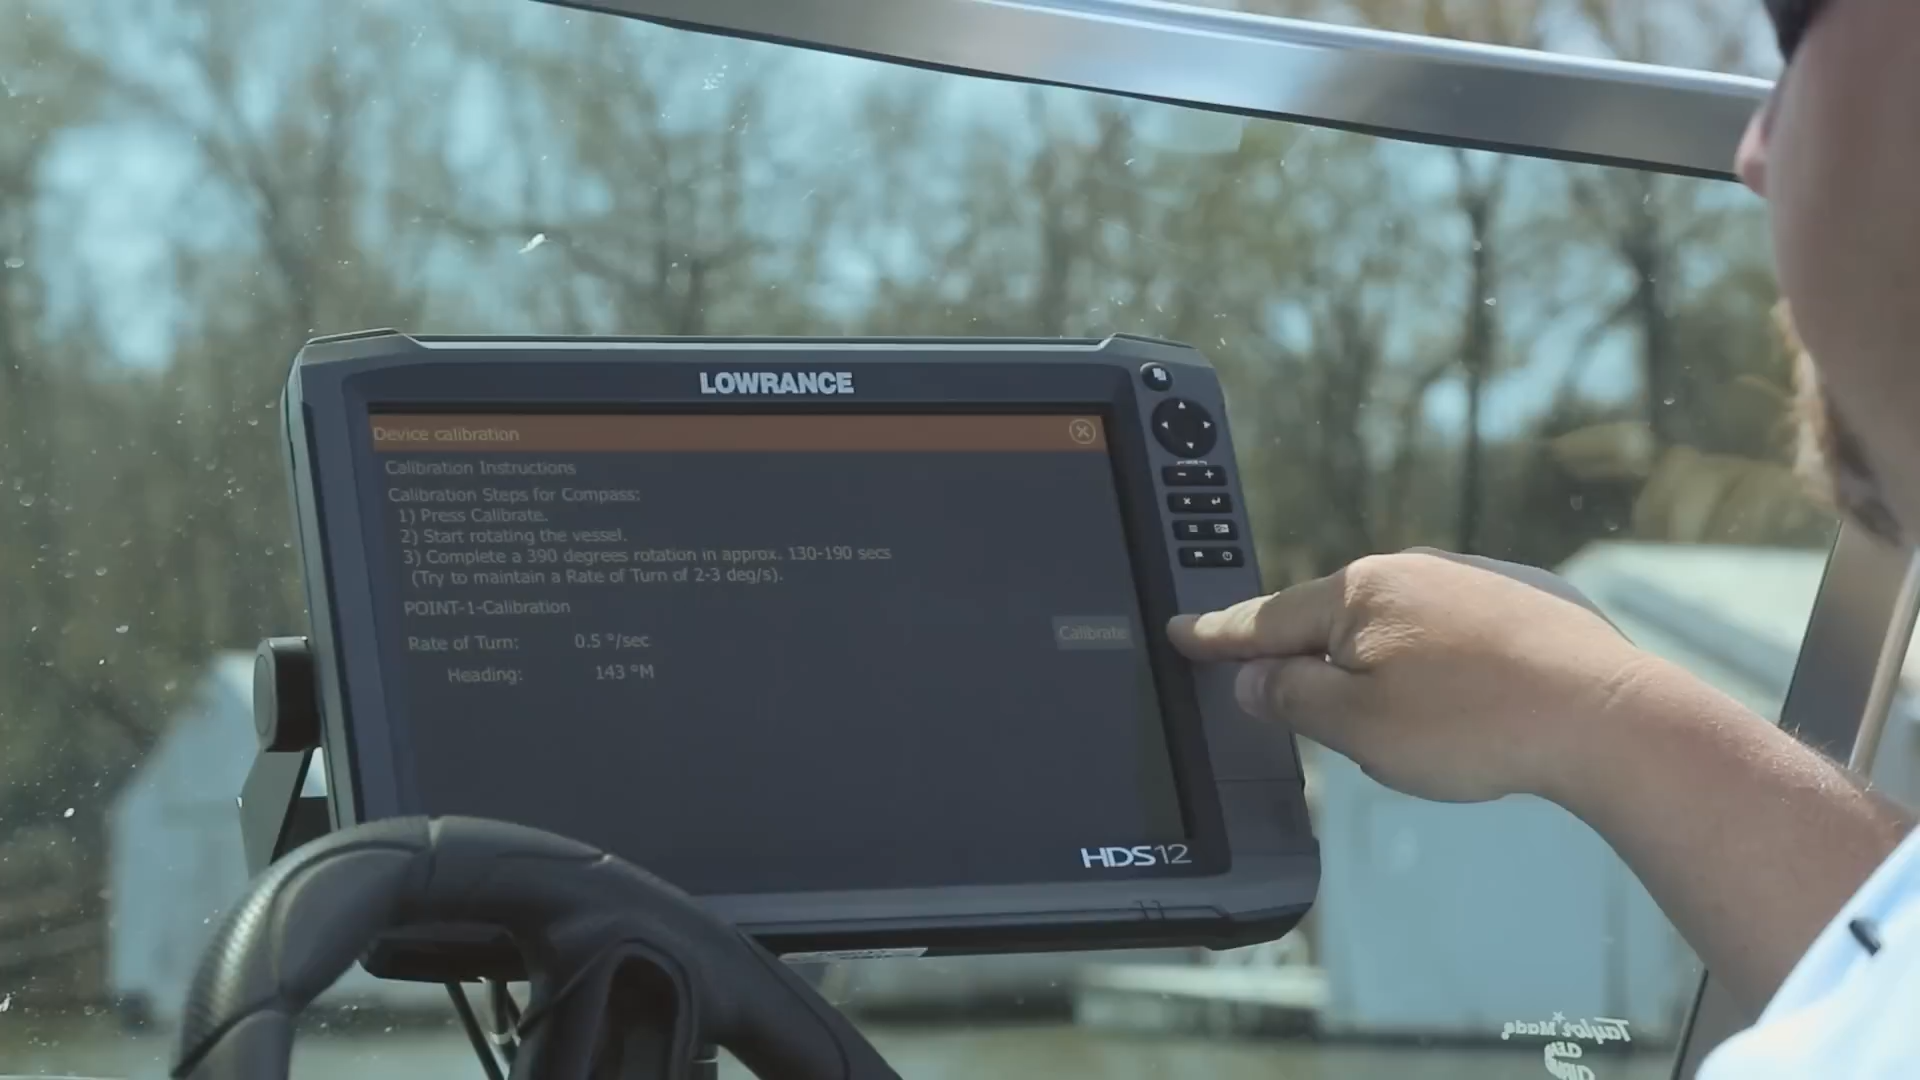 LOWRANCE
Device calibration
Calibration Instructions
Calibration Steps for Compass:
1) Press Calibrate.
2) Start rotating the vessel.
3) Complete a 390 degrees rotation in approx. 130-190 secs
(Try to maintain a Rate of Turn of 2-3 deg/s).
POINT-1-Calibration
Rate of Turn: 0.5 °/sec
Calibrate
Heading: 143 °M
HDS12
Taylor Made